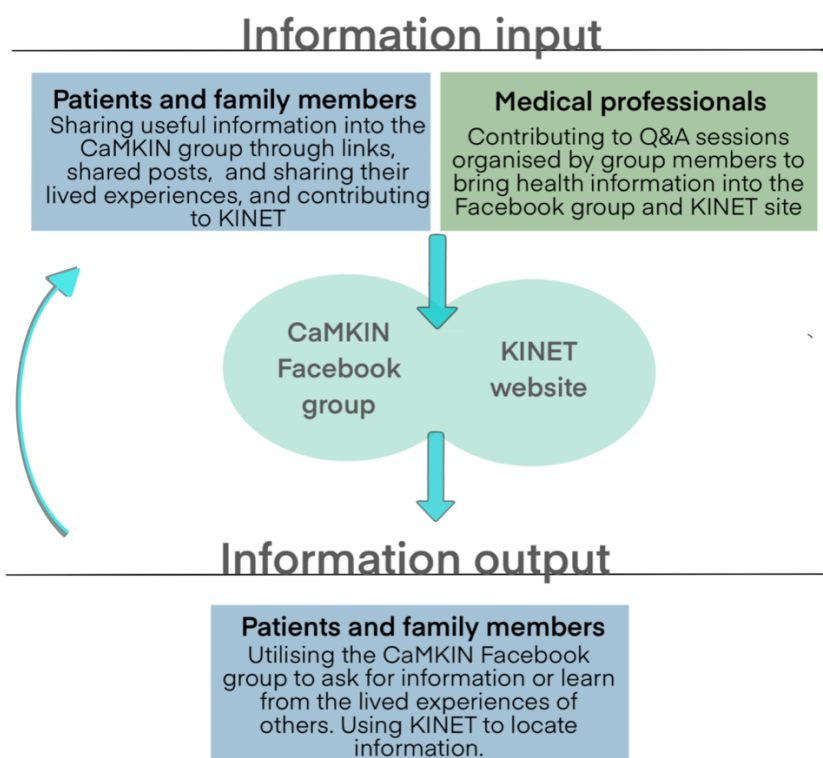 Information input
Patients and family members
Sharing useful information into the
CaMKIN group through links,
shared posts, and sharing their
lived experiences, and contributing
to KINET
Medical professionals
Contributing to Q&A sessions
organised by group members to
bring health information into the
Facebook group and KINET site
CaMKIN
Facebook
group
KINET
website
Information output
Patients and family members
Utilising the CaMKIN Facebook
group to ask for information or learn
from the lived experiences of
others. Using KINET to locate
information.